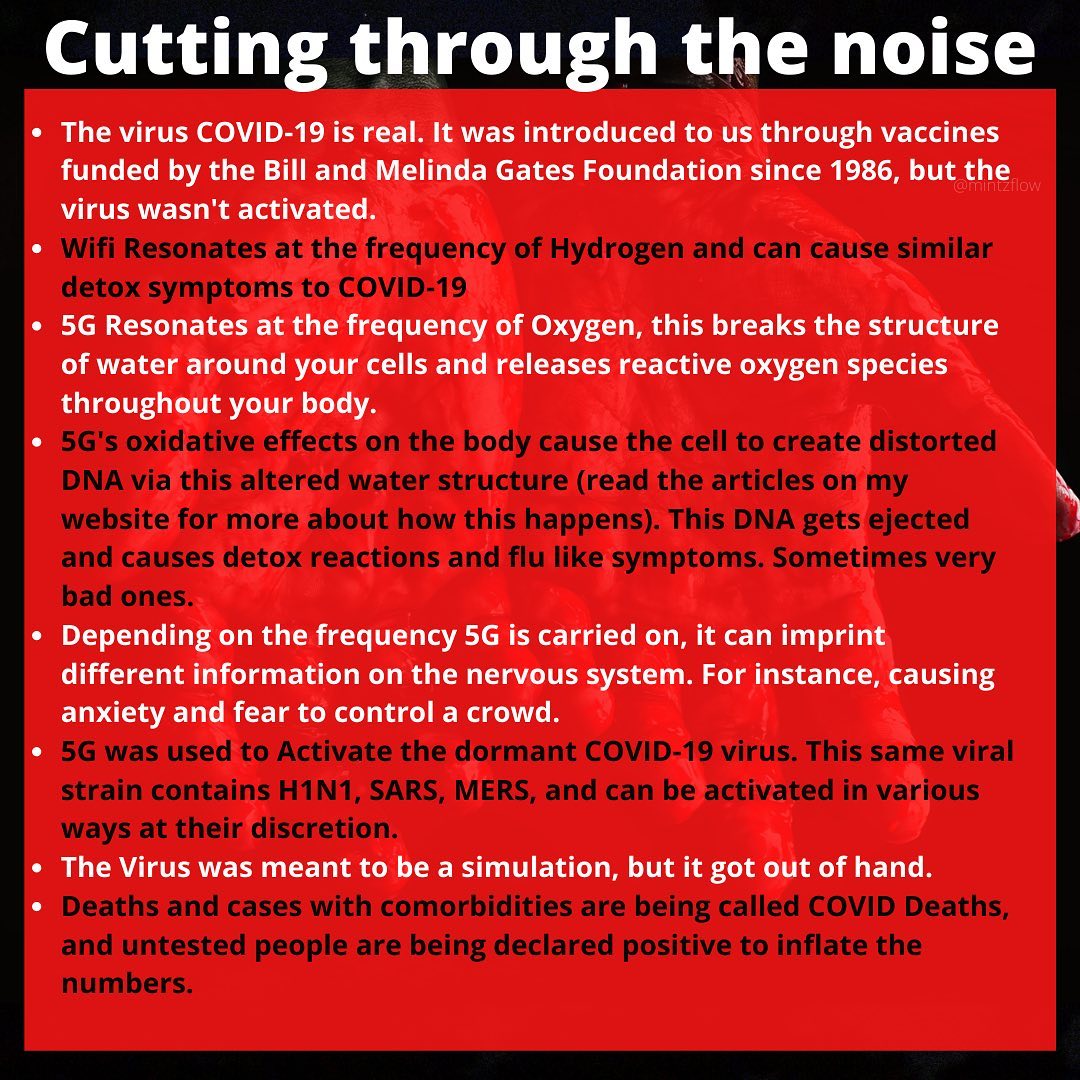 Cutting through the noise
• The virus COVID-19 is real. It was introduced to us through vaccines
funded by the Bill and Melinda Gates Foundation since 1986, but the
@mintzflow
virus wasn't activated.
• Wifi Resonates at the frequency of Hydrogen and can cause similar
detox symptoms to COVID-19
• 5G Resonates at the frequency of Oxygen, this breaks the structure
of water around your cells and releases reactive oxygen species
throughout your body.
• 5G's oxidative effects on the body cause the cell to create distorted
DNA via this altered water structure (read the articles on my
website for more about how this happens). This DNA gets ejected
and causes detox reactions and flu like symptoms. Sometimes very
bad ones.
• Depending on the frequency 5G is carried on, it can imprint
different information on the nervous system. For instance, causing
anxiety and fear to control a crowd.
• 5G was used to Activate the dormant COVID-19 virus. This same viral
strain contains H1N1, SARS, MERS, and can be activated in various
ways at their discretion.
• The Virus was meant to be a simulation, but it got out of hand.
• Deaths and cases with comorbidities are being called COVID Deaths,
and untested people are being declared positive to inflate the
numbers.